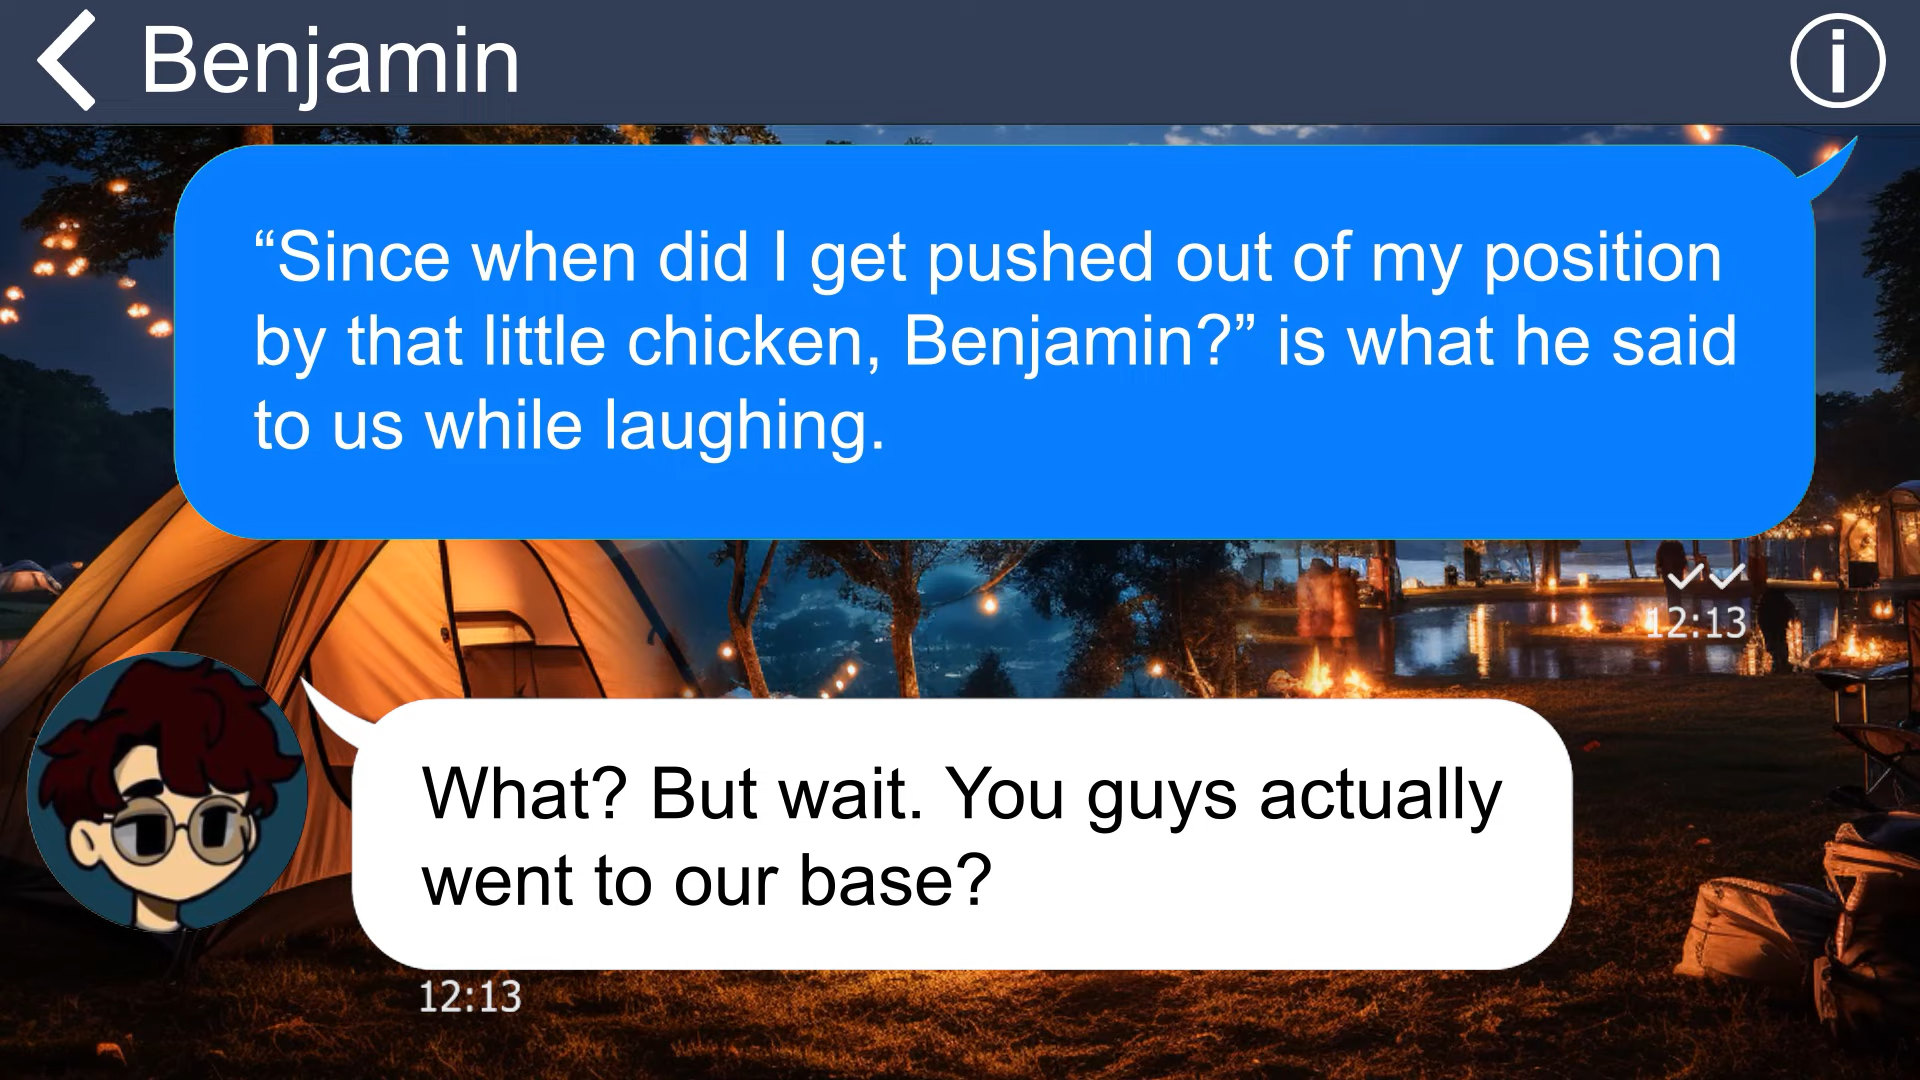 Benjamin
“Since when did I get pushed out of my position
by that little chicken, Benjamin?” is what he said
to us while laughing.
12:13
What? But wait. You guys actually
went to our base?
12:13